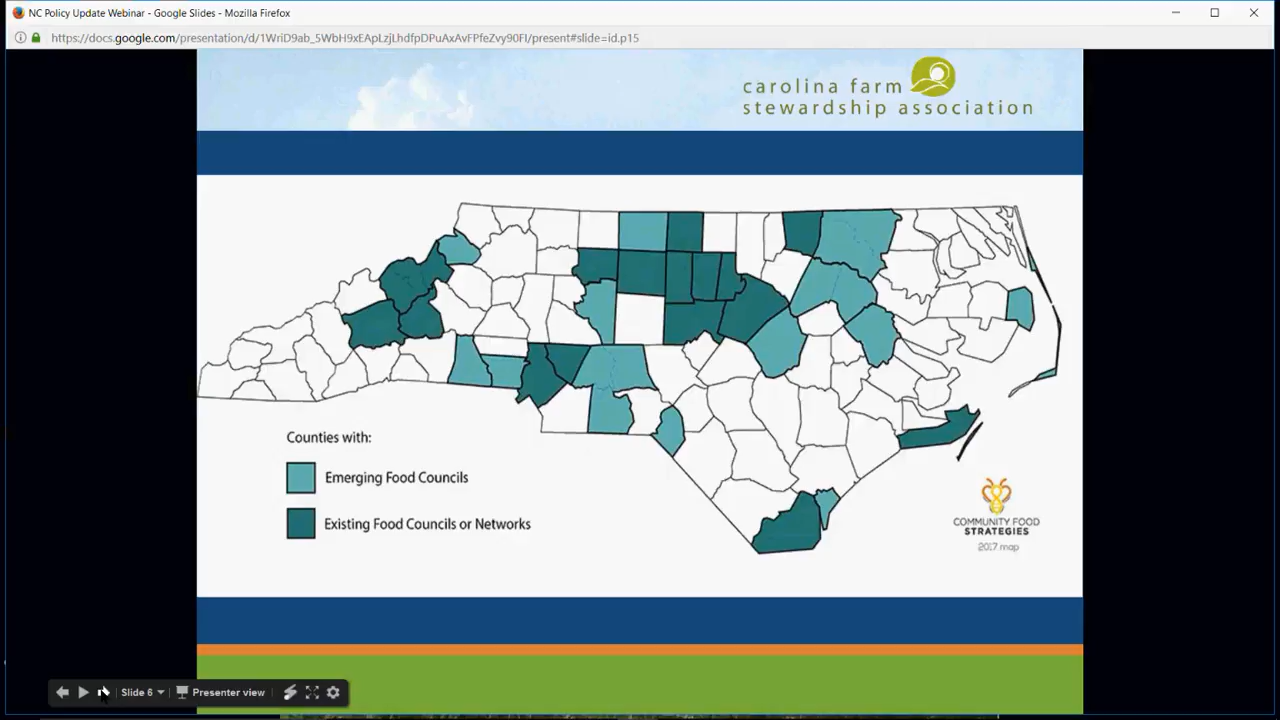 NC Policy Update Webinar - Google Slides - Mozilla Firefox
https://docs.google.com/presentation/d/1WriD9ab_5WbH9xEApLzjLhdfpDPuAxAvFPfeZvy90FI/present#slide=id.p15
carolina farm
stewardship association
Counties with:
Emerging Food Councils
Existing Food Councils or Networks
COMMUNITY FOOD
STRATEGIES
2017 map
Slide 6
Presenter view